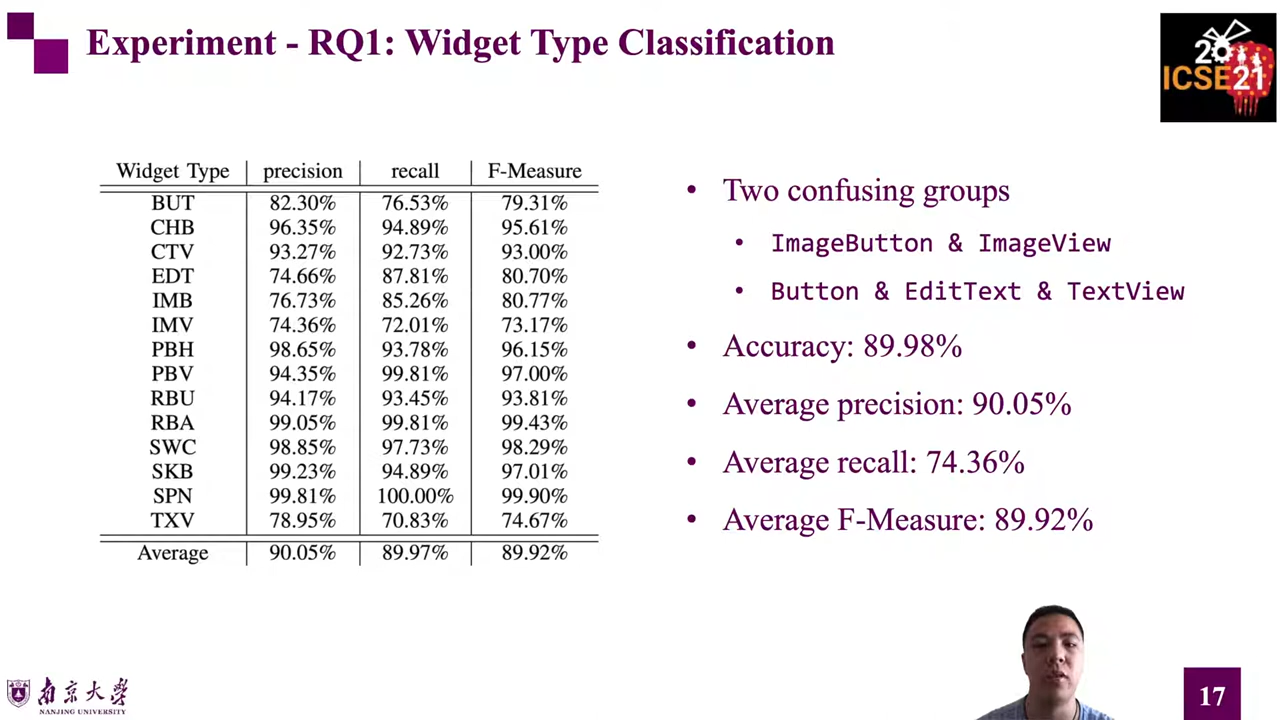 Experiment - RQ1: Widget Type Classification
20
ICSE21
Widget Type precision recall F-Measure
BUT 82.30% 76.53% 79.31%
CHB 96.35% 94.89% 95.61%
CTV 93.27% 92.73% 93.00%
EDT 74.66% 87.81% 80.70%
IMB 76.73% 85.26% 80.77%
IMV 74.36% 72.01% 73.17%
PBH 98.65% 93.78% 96.15%
PBV 94.35% 99.81% 97.00%
RBU 94.17% 93.45% 93.81%
RBA 99.05% 99.81% 99.43%
SWC 98.85% 97.73% 98.29%
SKB 99.23% 94.89% 97.01%
SPN 99.81% 100.00% 99.90%
TXV 78.95% 70.83% 74.67%
Average 90.05% 89.97% 89.92%
• Two confusing groups
• ImageButton & ImageView
• Button & EditText & TextView
• Accuracy: 89.98%
• Average precision: 90.05%
• Average recall: 74.36%
• Average F-Measure: 89.92%
南京大学
NANJING UNIVERSITY
17